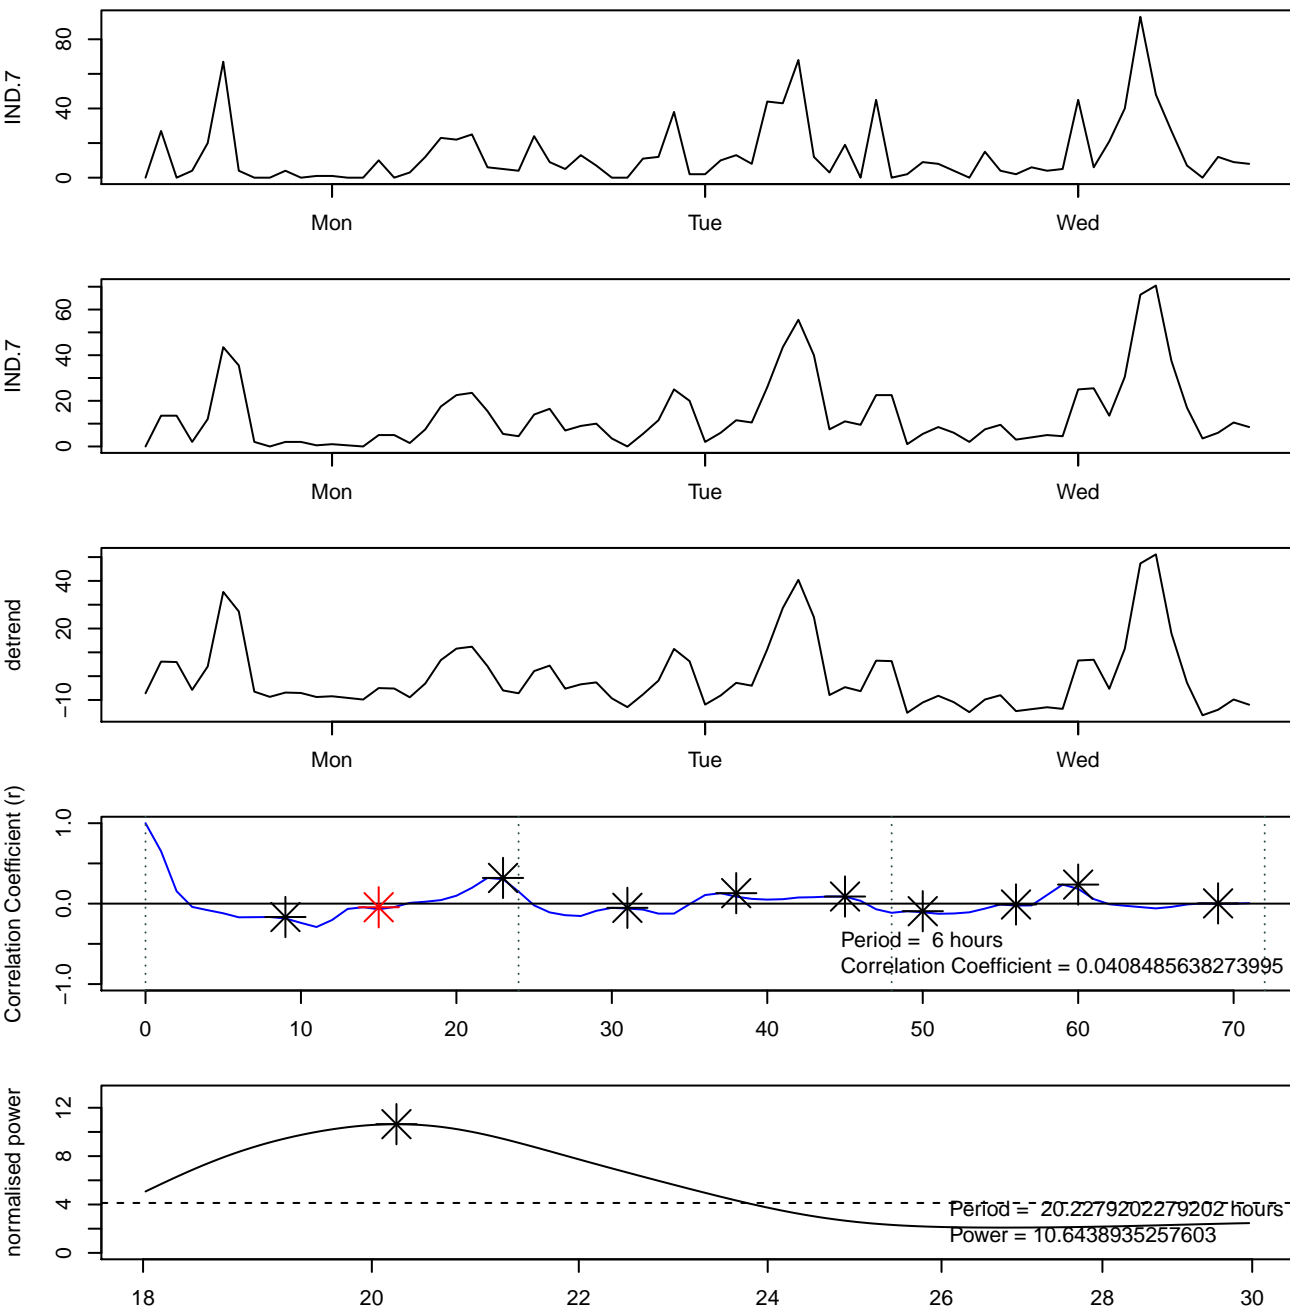 IND.7
0 40 80
Mon Tue Wed
IND.7
0 20 40 60
Mon Tue Wed
detrend
-10 20 40
Mon Tue Wed
Correlation Coefficient (r)
-1.0 0.0 1.0
Period = 6 hours
Correlation Coefficient = 0.0408485638273995
0 10 20 30 40 50 60 70
normalised power
0 4 8 12
Period = 20.2279202279202 hours
Power = 10.6438935257603
18 20 22 24 26 28 30